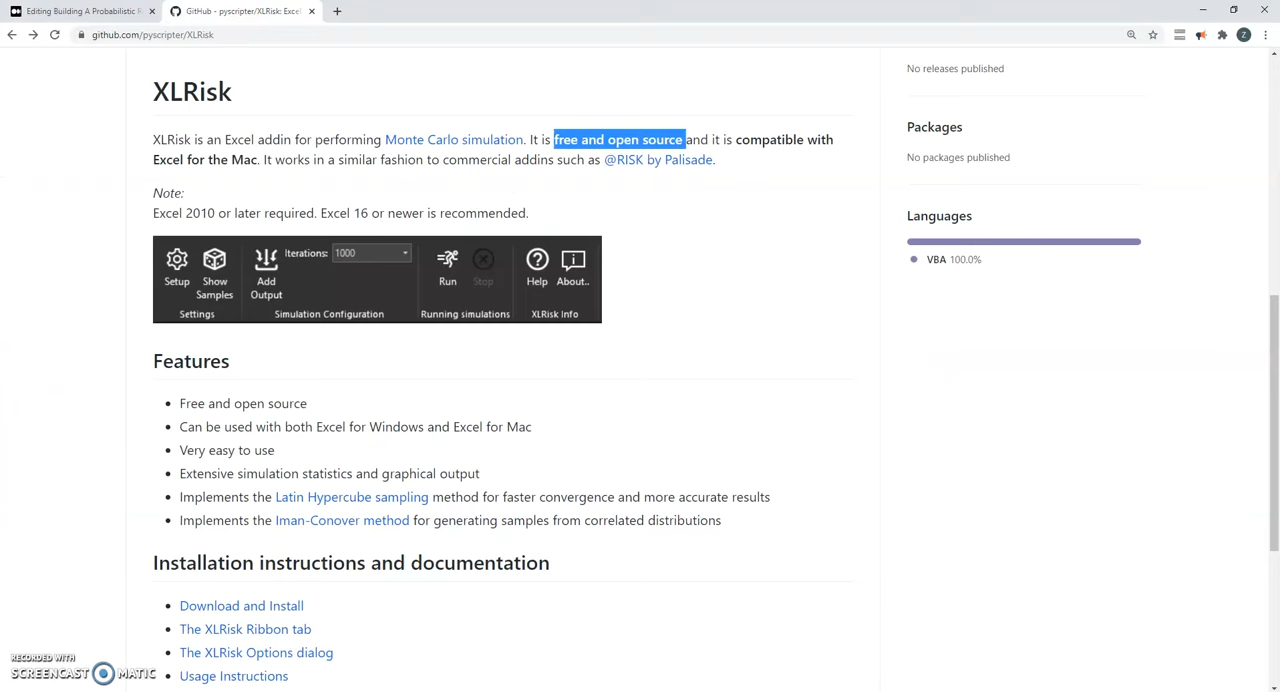 Editing Building A Probabilistic R
GitHub - pyscripter/XLRisk: Excel
github.com/pyscripter/XLRisk
Z
No releases published
XLRisk
Packages
XLRisk is an Excel addin for performing Monte Carlo simulation. It is free and open source and it is compatible with
Excel for the Mac. It works in a similar fashion to commercial addins such as @RISK by Palisade.
No packages published
Note:
Excel 2010 or later required. Excel 16 or newer is recommended.
Languages
VBA 100.0%
Iterations: 1000
Setup Show Samples Add Output Run Stop Help About..
Settings Simulation Configuration Running simulations XLRisk Info
Features
Free and open source
Can be used with both Excel for Windows and Excel for Mac
Very easy to use
Extensive simulation statistics and graphical output
Implements the Latin Hypercube sampling method for faster convergence and more accurate results
Implements the Iman-Conover method for generating samples from correlated distributions
Installation instructions and documentation
Download and Install
The XLRisk Ribbon tab
The XLRisk Options dialog
Usage Instructions
RECORDED WITH
SCREENCAST MATIC